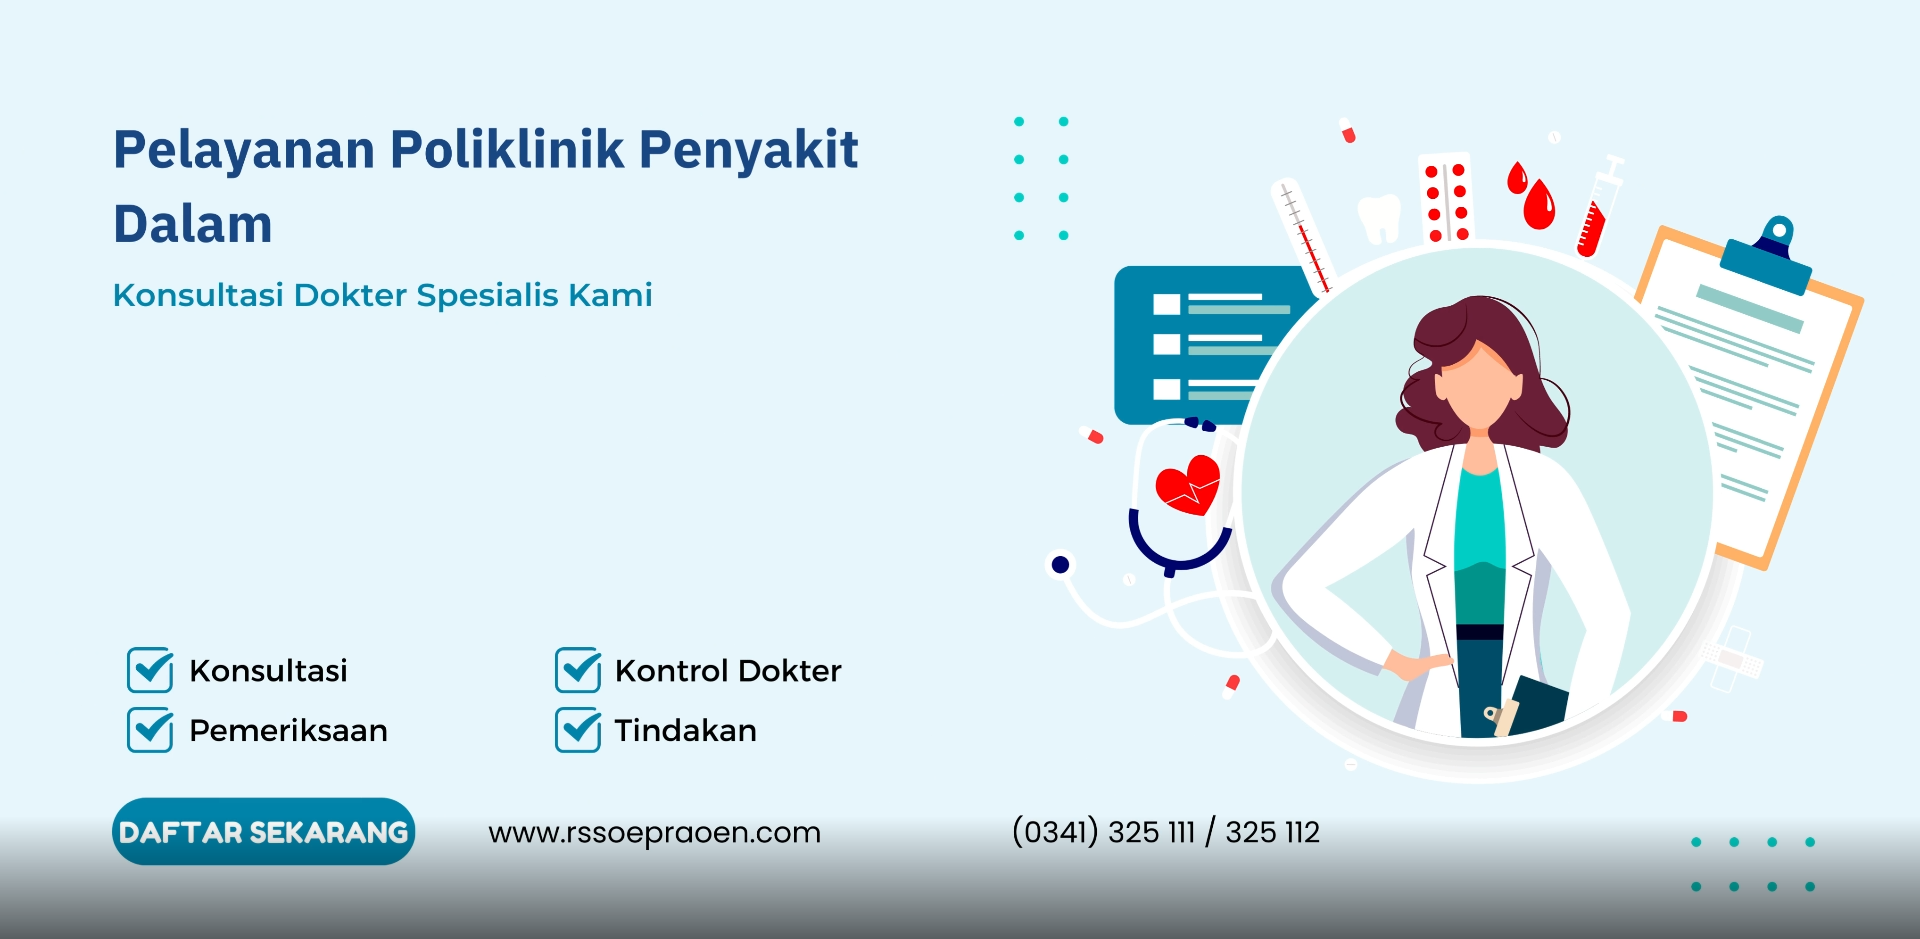 Pelayanan Poliklinik Penyakit
Dalam
Konsultasi Dokter Spesialis Kami
Konsultasi
Kontrol Dokter
Pemeriksaan
Tindakan
DAFTAR SEKARANG
www.rssoepraoen.com
(0341) 325 111 / 325 112